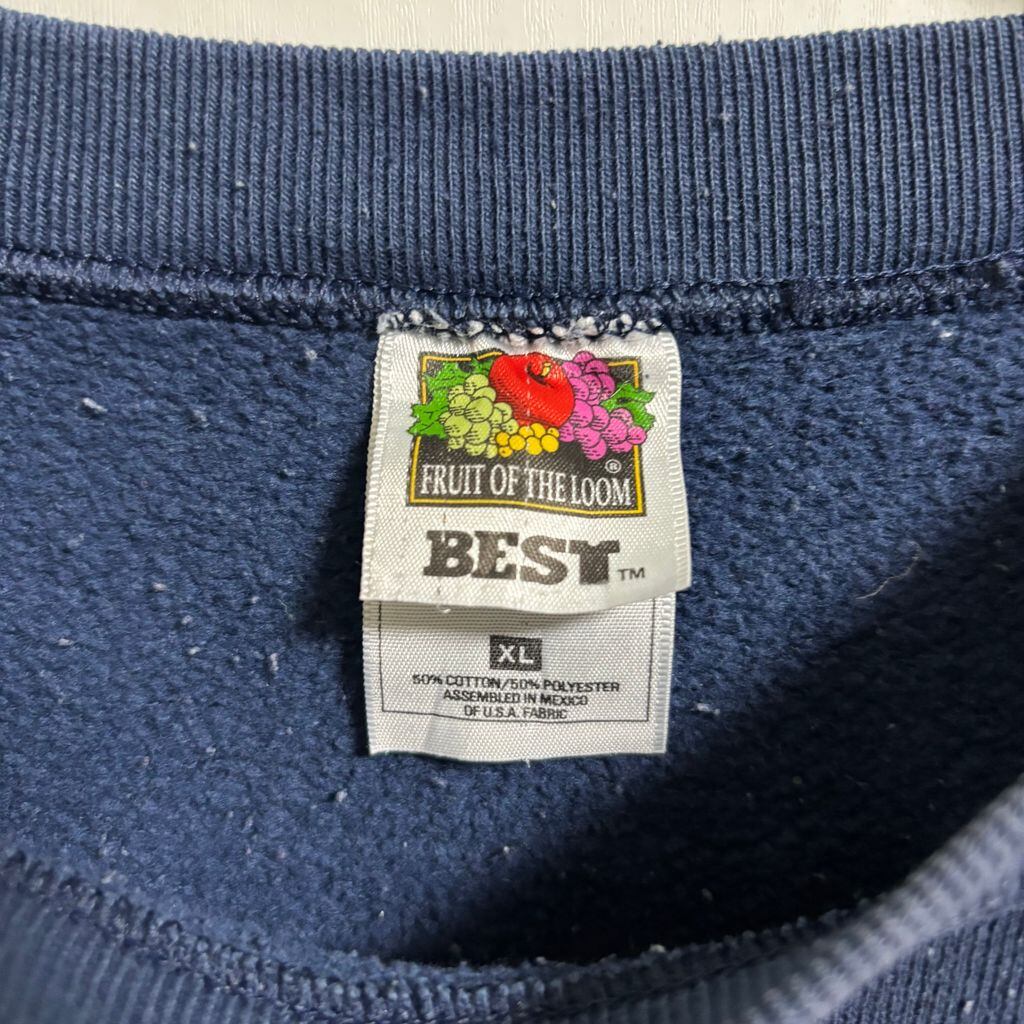 ®
FRUIT OF THE LOOM
BEST™
XL
50% COTTON/50% POLYESTER
ASSEMBLED IN MEXICO
OF U.S.A. FABRIC